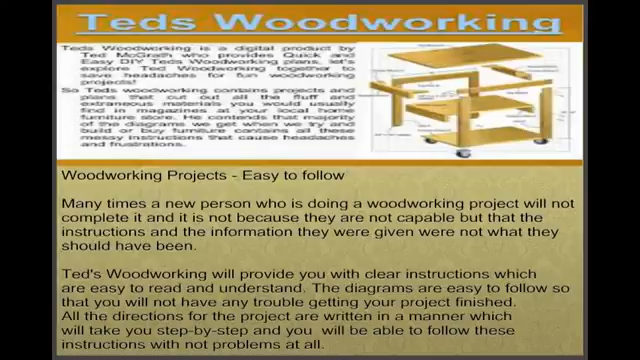 Teds Woodworking
Teds Woodworking is a digital product by
Ted McGrath who provides Quick and
Easy DIY Teds Woodworking plans, let's
explore Ted Woodworking together to
save headaches for fun woodworking
projects!
So Teds woodworking contains projects and
plans that cut out all the fluff and
extraneous materials you would usually
find in magazines at your local home
furniture store. He contends that majority
of the diagrams we get when we try and
build or buy furniture contains all these
messy instructions that cause headaches
and frustrations.
Woodworking Projects - Easy to follow
Many times a new person who is doing a woodworking project will not
complete it and it is not because they are not capable but that the
instructions and the information they were given were not what they
should have been.
Ted's Woodworking will provide you with clear instructions which
are easy to read and understand. The diagrams are easy to follow so
that you will not have any trouble getting your project finished.
All the directions for the project are written in a manner which
will take you step-by-step and you will be able to follow these
instructions with not problems at all.